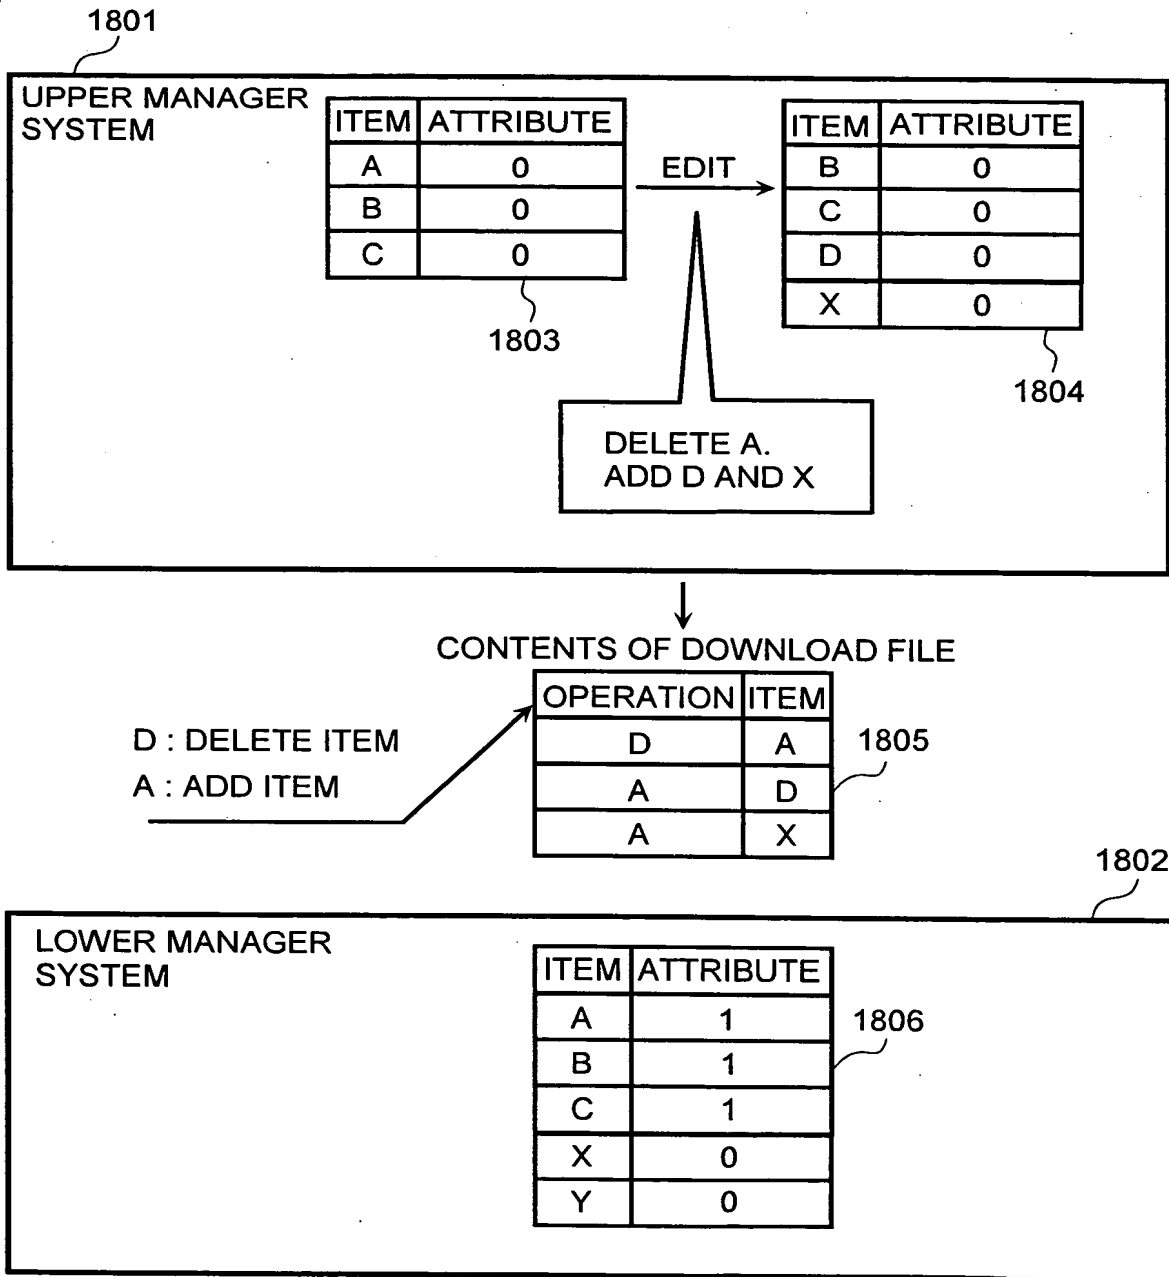 1801
UPPER MANAGER
SYSTEM
ITEM ATTRIBUTE
A 0
B 0
C 0
1803
EDIT
ITEM ATTRIBUTE
B 0
C 0
D 0
X 0
1804
DELETE A.
ADD D AND X
CONTENTS OF DOWNLOAD FILE
OPERATION ITEM
D A
A D
A X
1805
D : DELETE ITEM
A : ADD ITEM
1802
LOWER MANAGER
SYSTEM
ITEM ATTRIBUTE
A 1
B 1
C 1
X 0
Y 0
1806